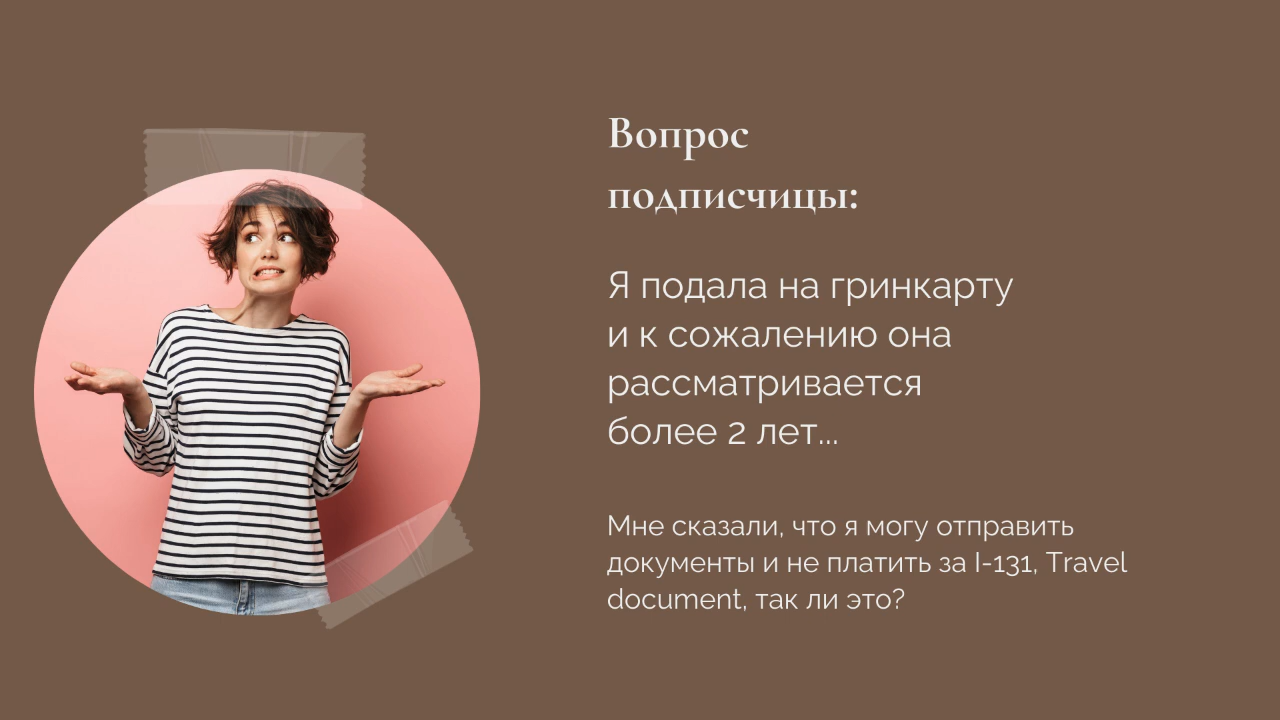 Вопрос
подписчицы:
Я подала на гринкарту
и к сожалению она
рассматривается
более 2 лет...
Мне сказали, что я могу отправить
документы и не платить за I-131, Travel
document, так ли это?